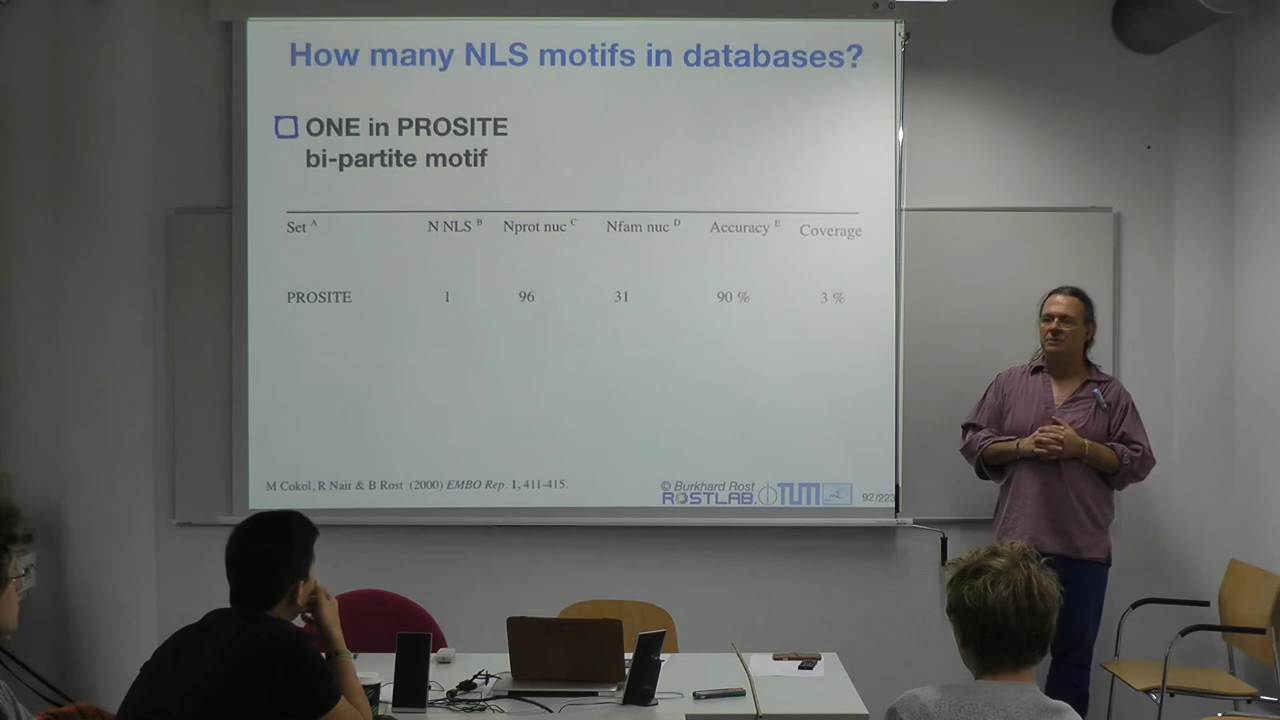 How many NLS motifs in databases?
ONE in PROSITE
bi-partite motif
Set A N NLS B Nprot nuc C Nfam nuc D Accuracy E Coverage
PROSITE 1 96 31 90 % 3 %
M Cokol, R Nair & B Rost (2000) EMBO Rep. 1, 411-415.
© Burkhard Rost
ROSTLAB. TUM
92/223